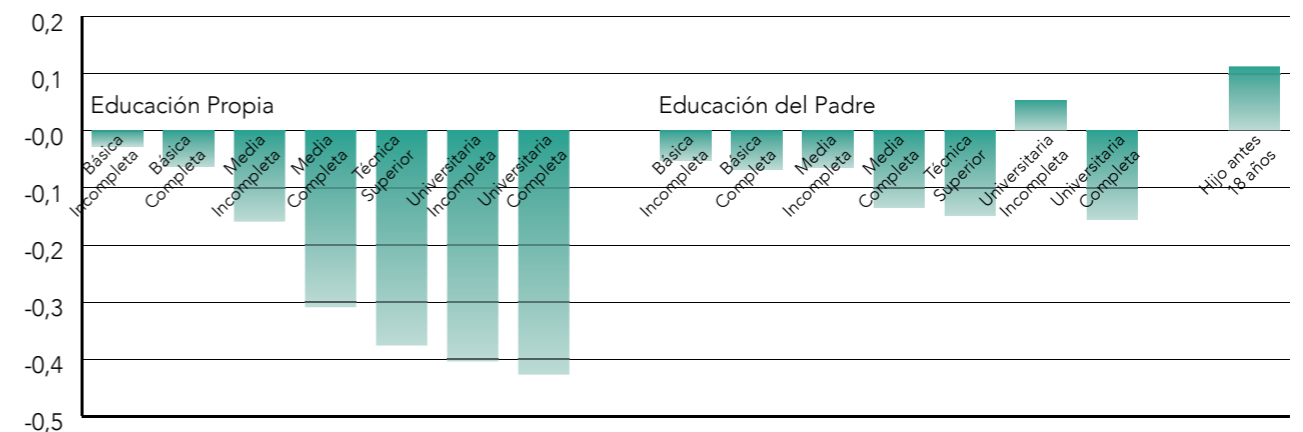 0,2
0,1
-0,0
-0,1
-0,2
-0,3
-0,4
-0,5
Educación Propia
Básica
Incompleta
Básica
Completa
Media
Incompleta
Media
Completa
Técnica
Superior
Universitaria
Incompleta
Universitaria
Completa
Educación del Padre
Básica
Incompleta
Básica
Completa
Media
Incompleta
Media
Completa
Técnica
Superior
Universitaria
Incompleta
Universitaria
Completa
Hijo antes
18 años